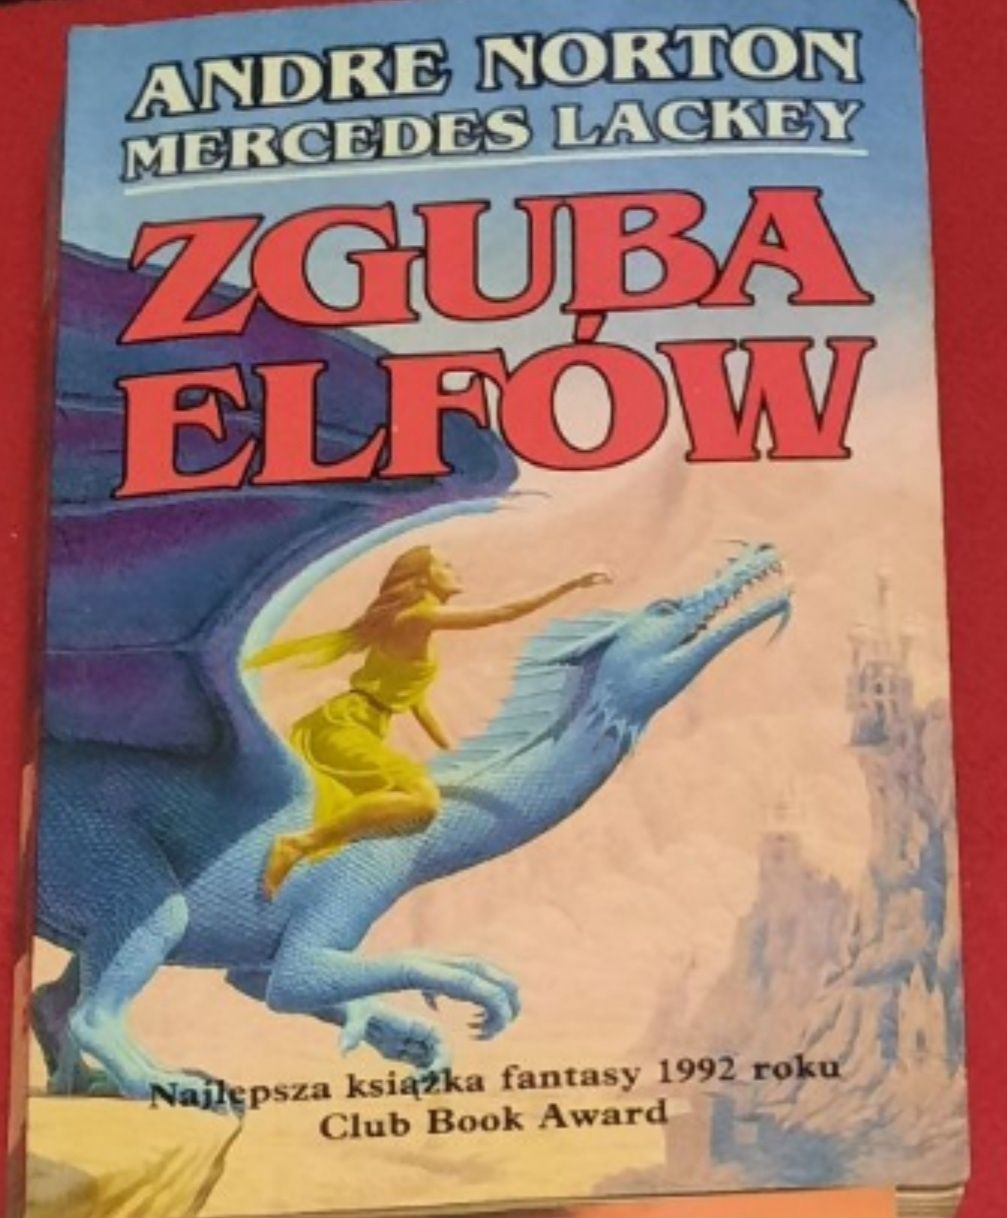 ANDRE NORTON
MERCEDES LACKEY
ZGUBA
ELFÓW
Najlepsza książka fantasy 1992 roku
Club Book Award